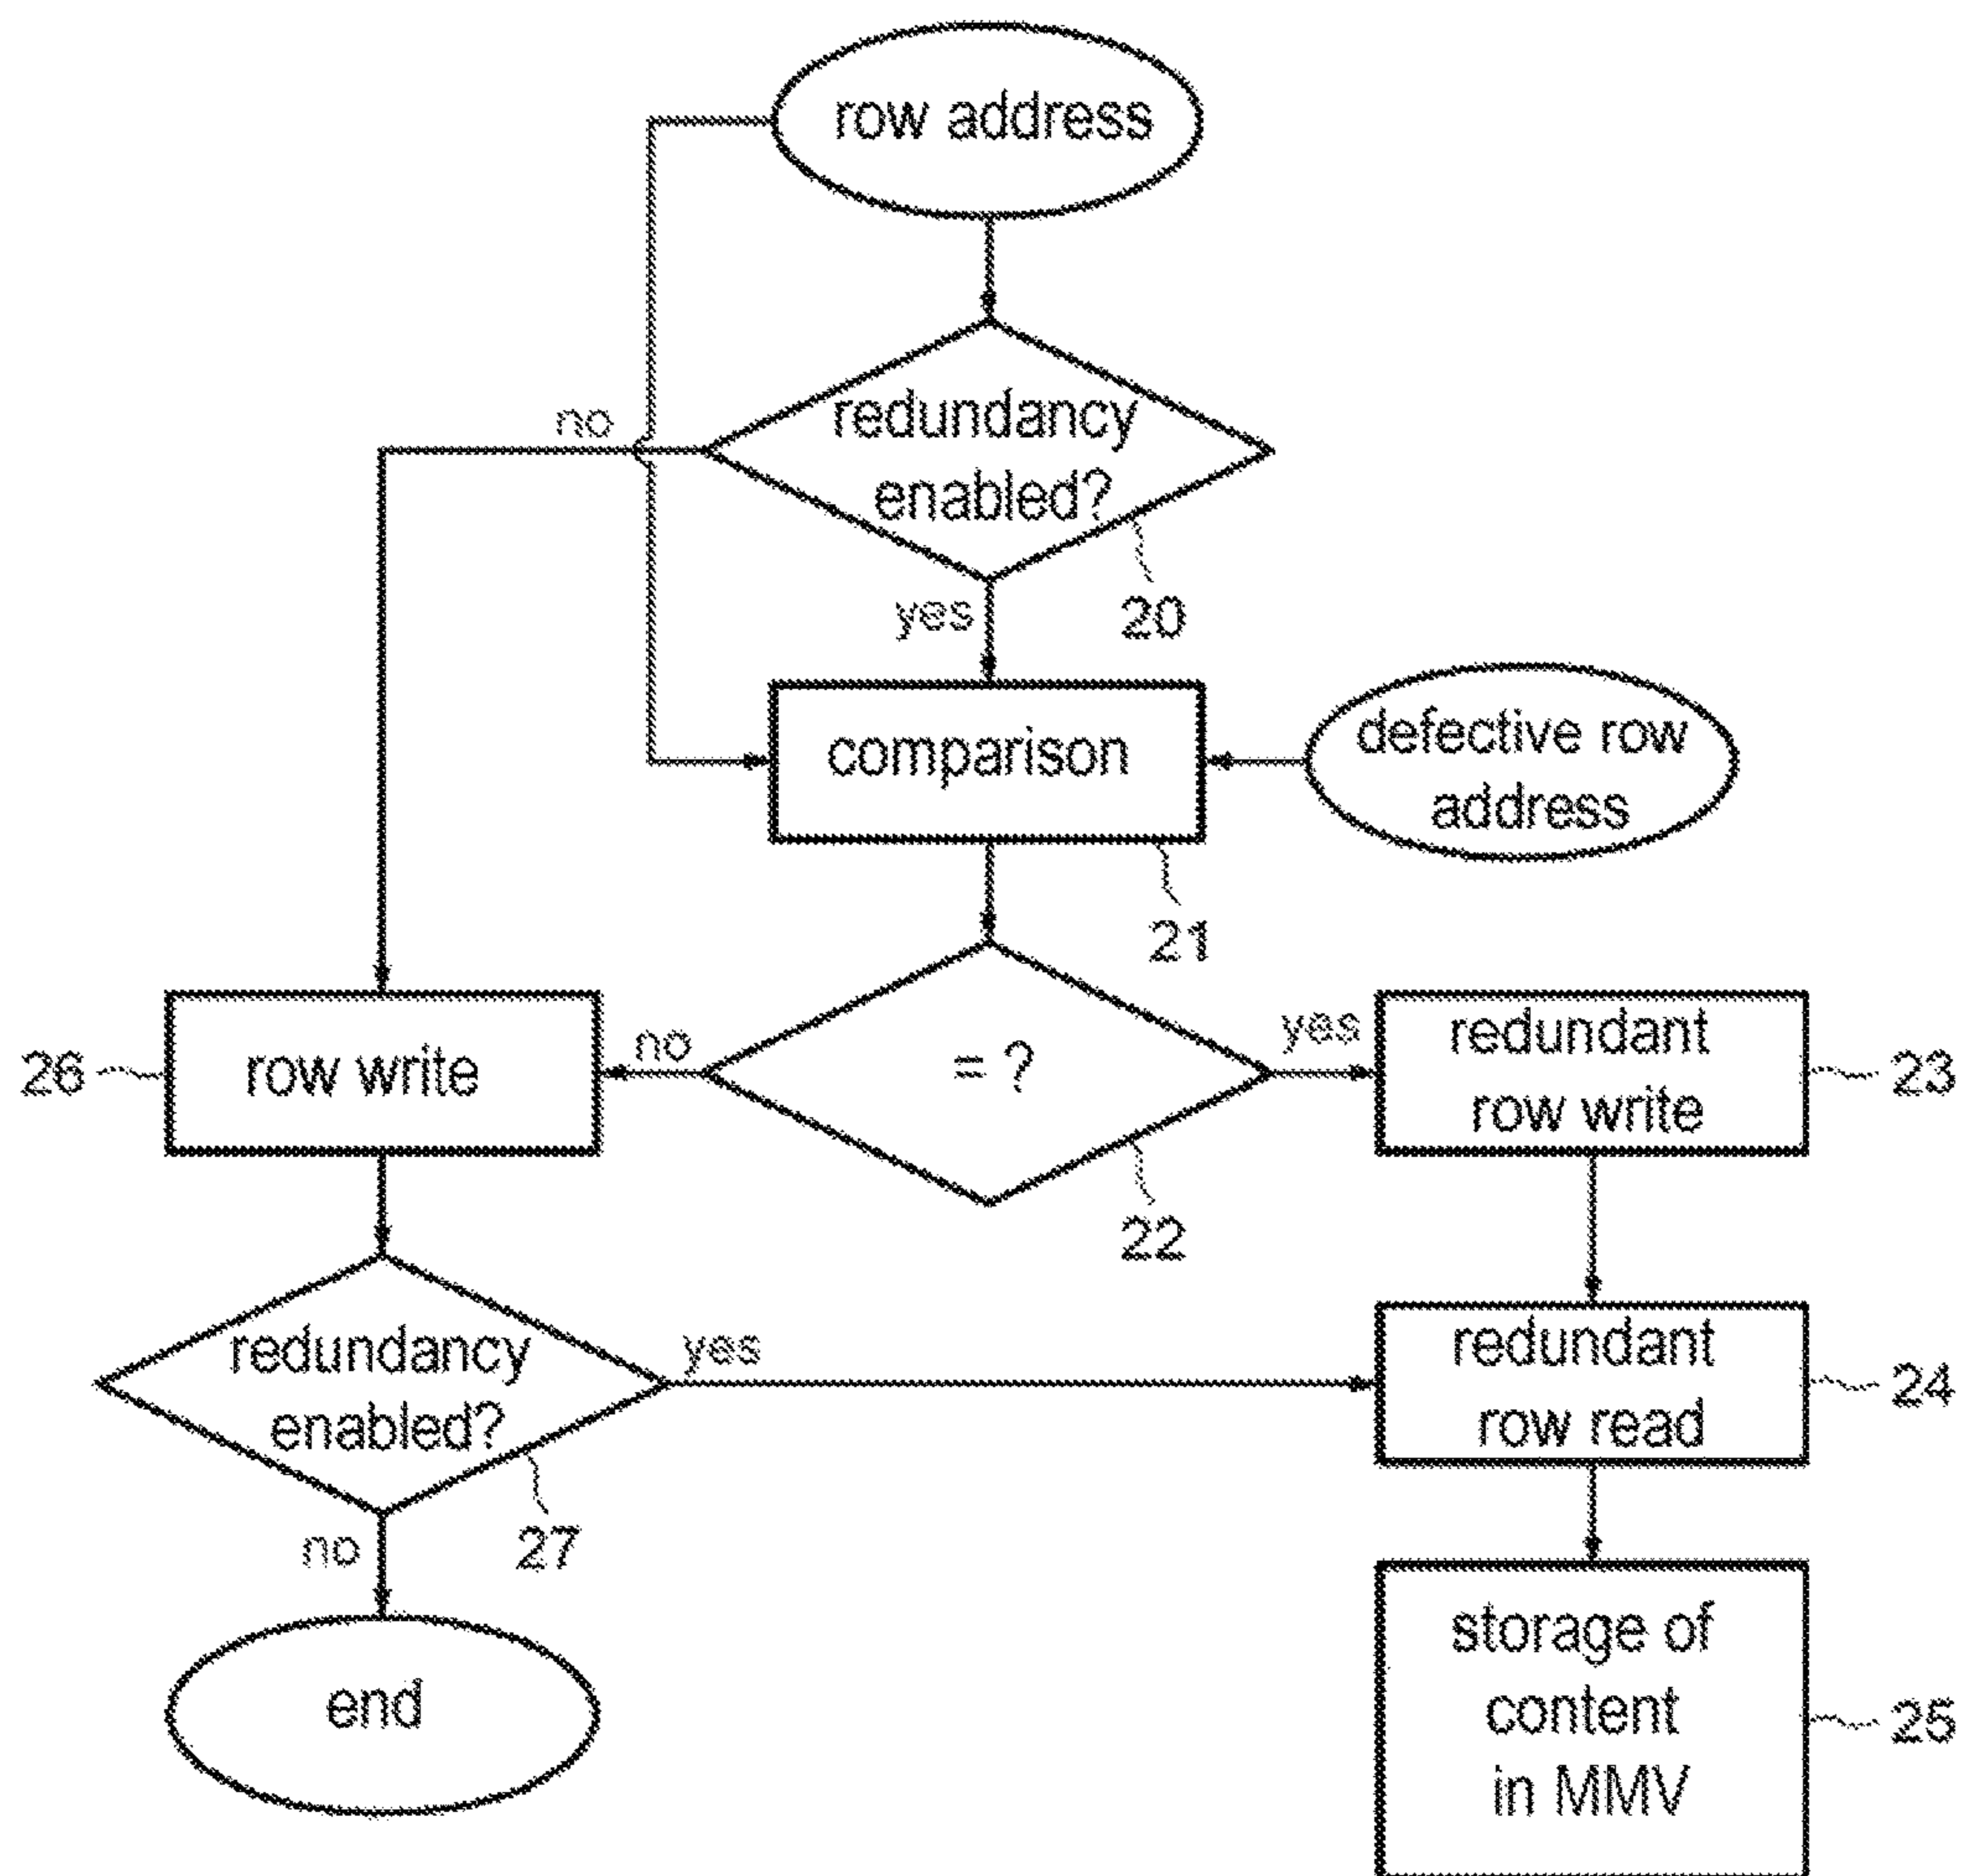 row address
no
redundancy
enabled?
yes
20
comparison
defective row
address
21
26
row write
no
= ?
yes
redundant
row write
23
22
redundancy
enabled?
yes
redundant
row read
24
no
27
end
storage of
content
in MMV
25